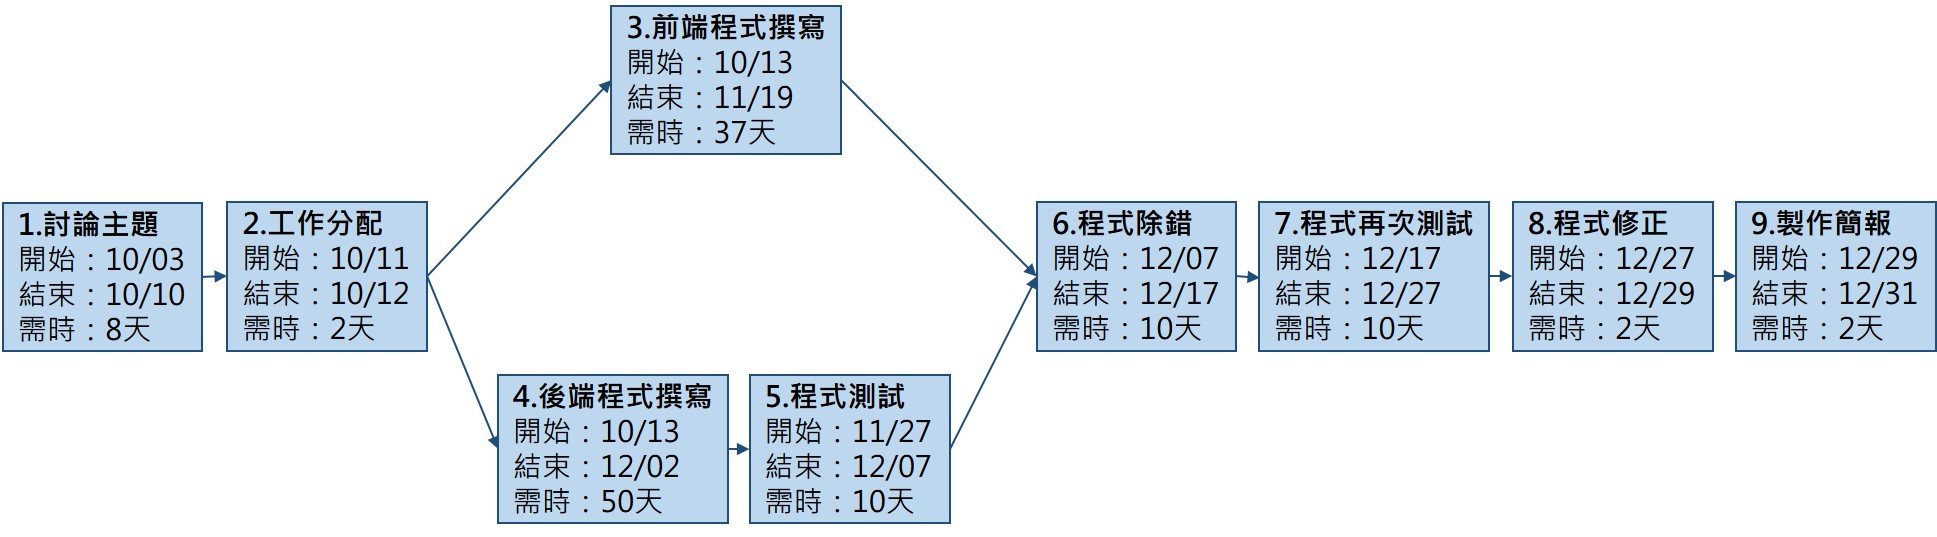 1.討論主題
開始：10/03
結束：10/10
需時：8天
2.工作分配
開始：10/11
結束：10/12
需時：2天
3.前端程式撰寫
開始：10/13
結束：11/19
需時：37天
4.後端程式撰寫
開始：10/13
結束：12/02
需時：50天
5.程式測試
開始：11/27
結束：12/07
需時：10天
6.程式除錯
開始：12/07
結束：12/17
需時：10天
7.程式再次測試
開始：12/17
結束：12/27
需時：10天
8.程式修正
開始：12/27
結束：12/29
需時：2天
9.製作簡報
開始：12/29
結束：12/31
需時：2天